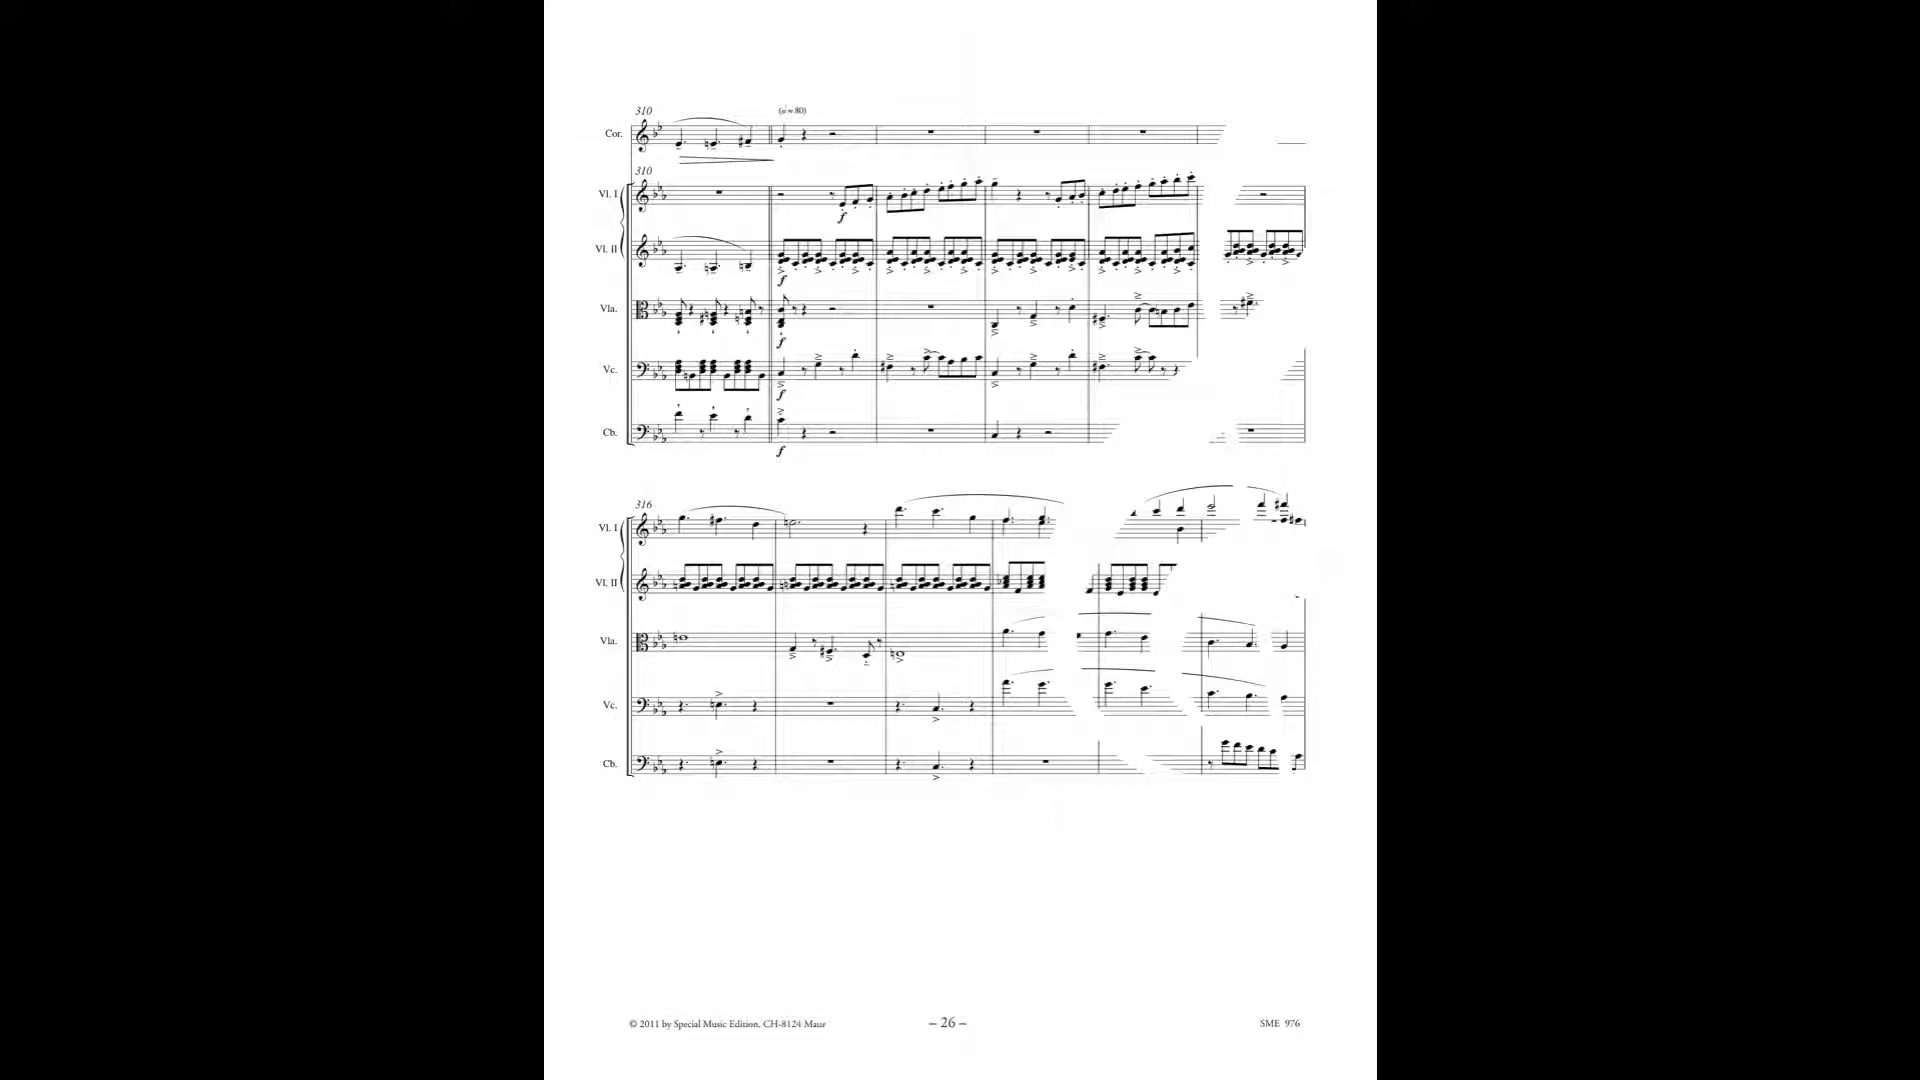 310
(𝅗𝅥 = 80)
Cor.
310
Vl. I
f
Vl. II
f
Vla.
f
Vc.
f
Cb.
f
316
Vl. I
Vl. II
Vla.
Vc.
Cb.
© 2011 by Special Music Edition, CH-8124 Maur
– 26 –
SME 976